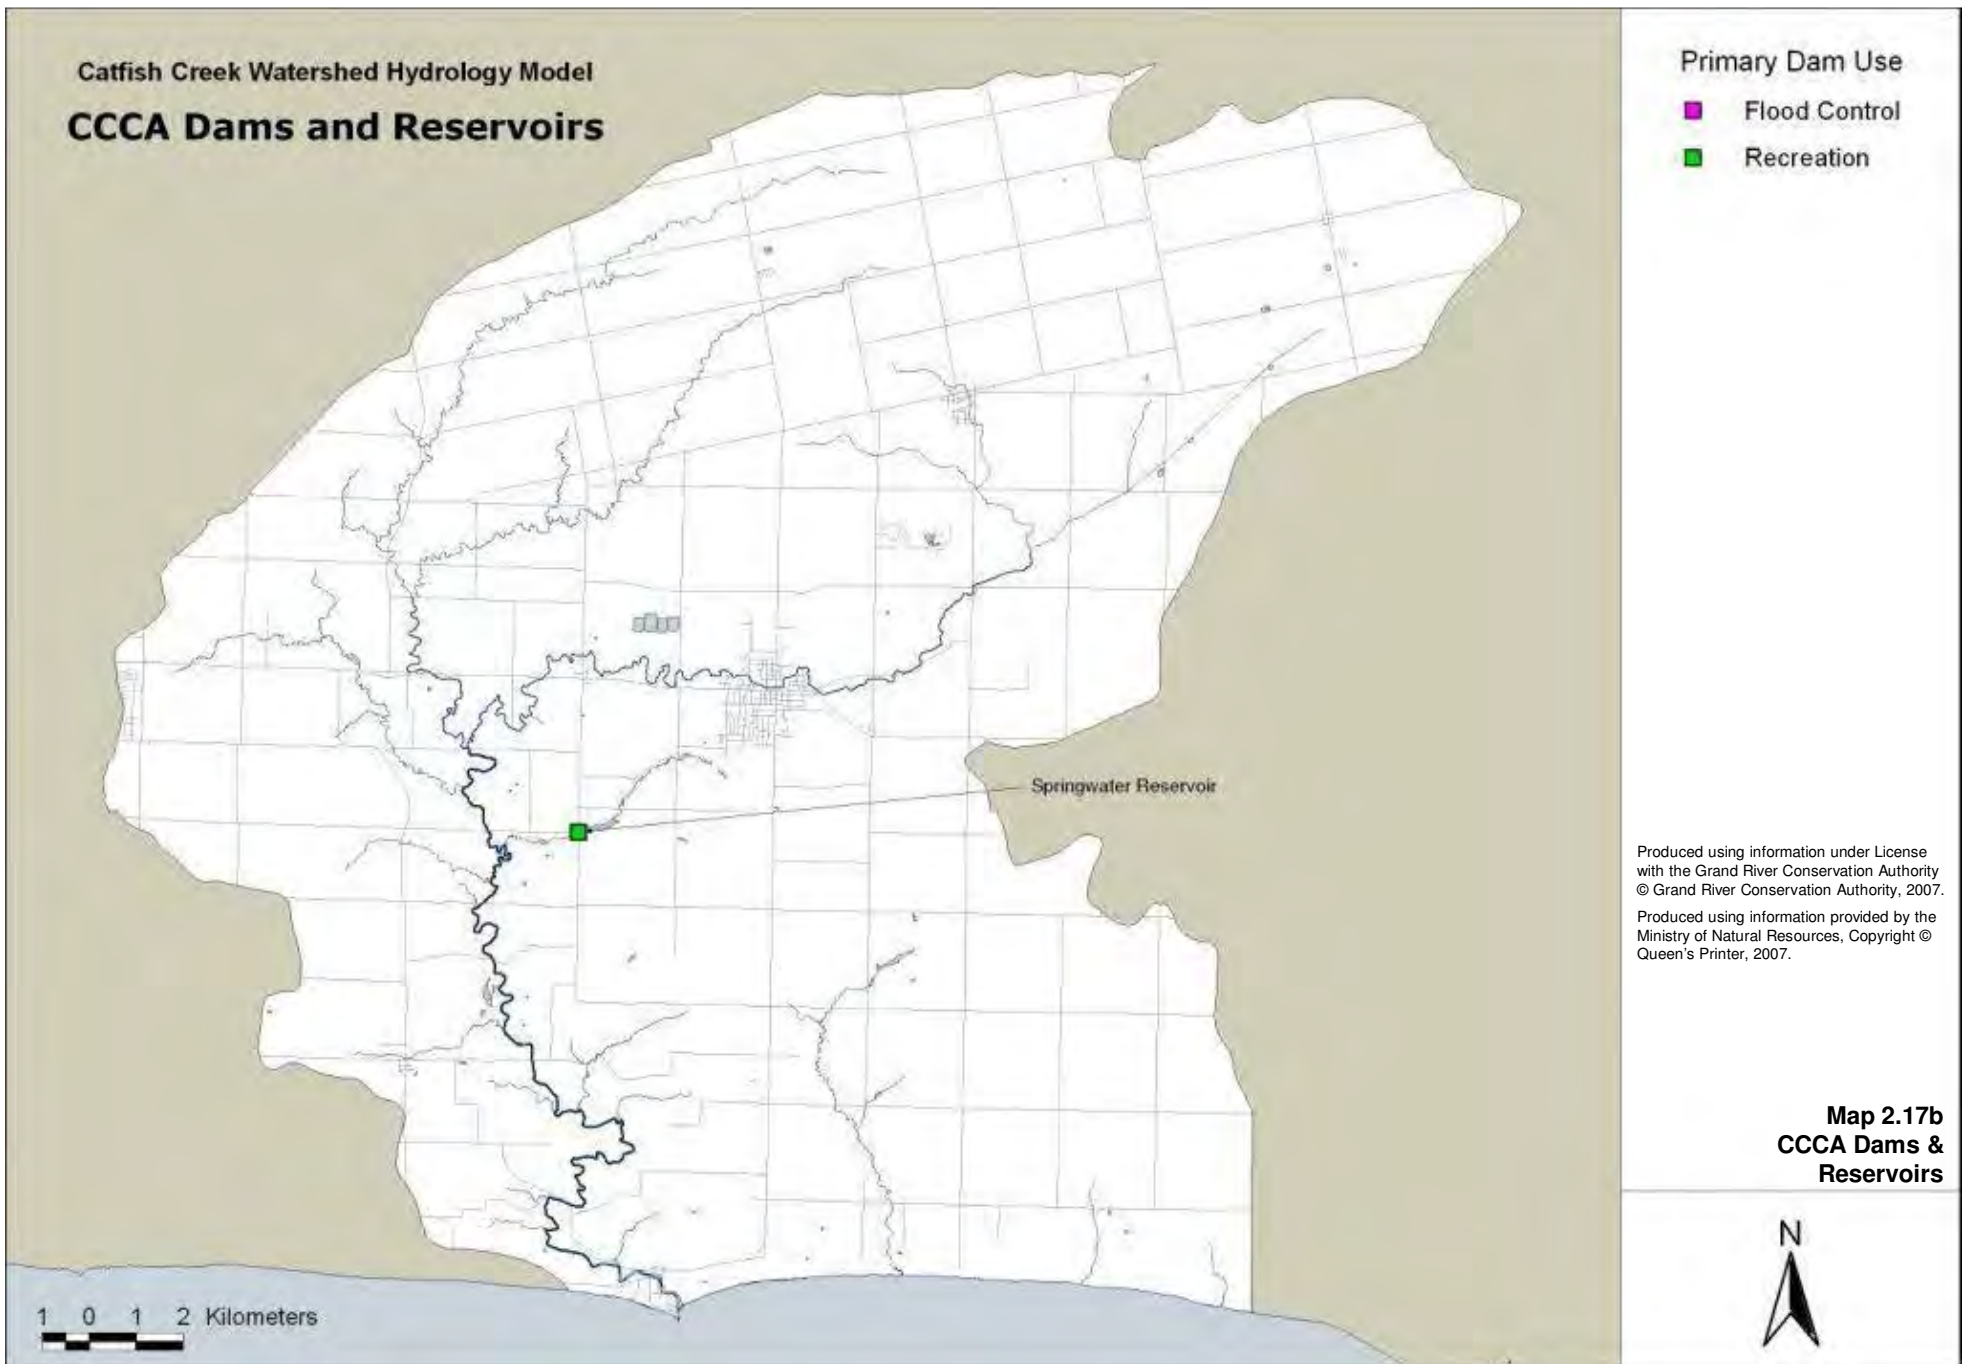 Catfish Creek Watershed Hydrology Model
CCCA Dams and Reservoirs
Primary Dam Use
Flood Control
Recreation
Springwater Reservoir
Produced using information under License
with the Grand River Conservation Authority
© Grand River Conservation Authority, 2007.
Produced using information provided by the
Ministry of Natural Resources, Copyright ©
Queen's Printer, 2007.
Map 2.17b
CCCA Dams &
Reservoirs
N
1 0 1 2 Kilometers